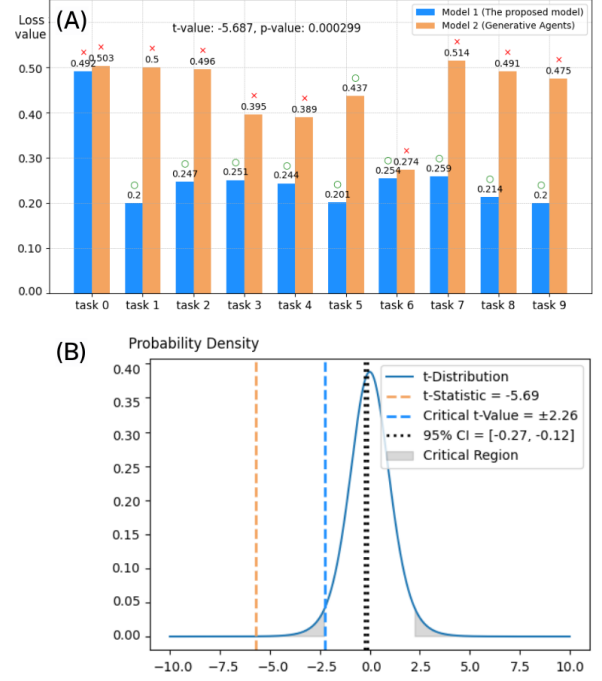 (A)
Loss
value
t-value: -5.687, p-value: 0.000299
Model 1 (The proposed model)
Model 2 (Generative Agents)
0.50
0.40
0.30
0.20
0.10
0.00
0.492
0.503
0.2
0.5
0.247
0.496
0.251
0.395
0.244
0.389
0.201
0.437
0.254
0.274
0.259
0.514
0.214
0.491
0.2
0.475
task 0 task 1 task 2 task 3 task 4 task 5 task 6 task 7 task 8 task 9
(B)
Probability Density
0.40
0.35
0.30
0.25
0.20
0.15
0.10
0.05
0.00
t-Distribution
t-Statistic = -5.69
Critical t-Value = ±2.26
95% CI = [-0.27, -0.12]
Critical Region
−10.0 −7.5 −5.0 −2.5 0.0 2.5 5.0 7.5 10.0